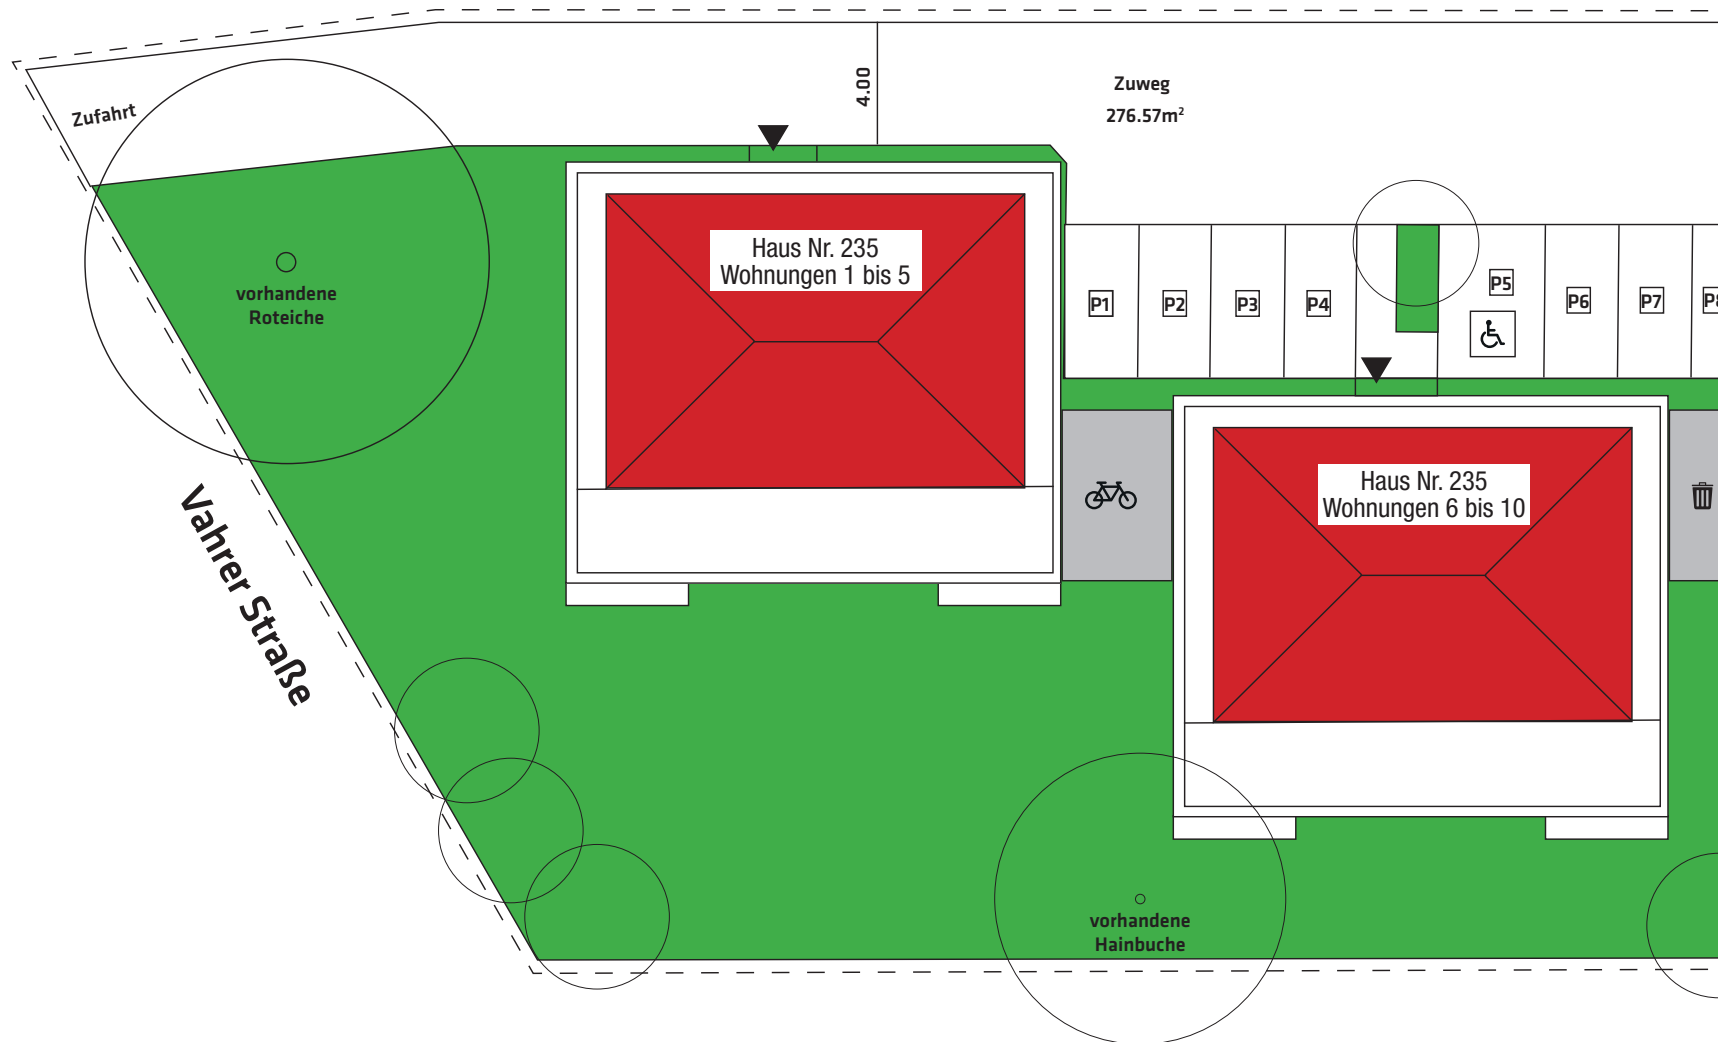 Zufahrt
4.00
Zuweg
276.57m²
vorhandene
Roteiche
Haus Nr. 235
Wohnungen 1 bis 5
P1
P2
P3
P4
P5
P6
P7
P8
Haus Nr. 235
Wohnungen 6 bis 10
Vahrer Straße
vorhandene
Hainbuche